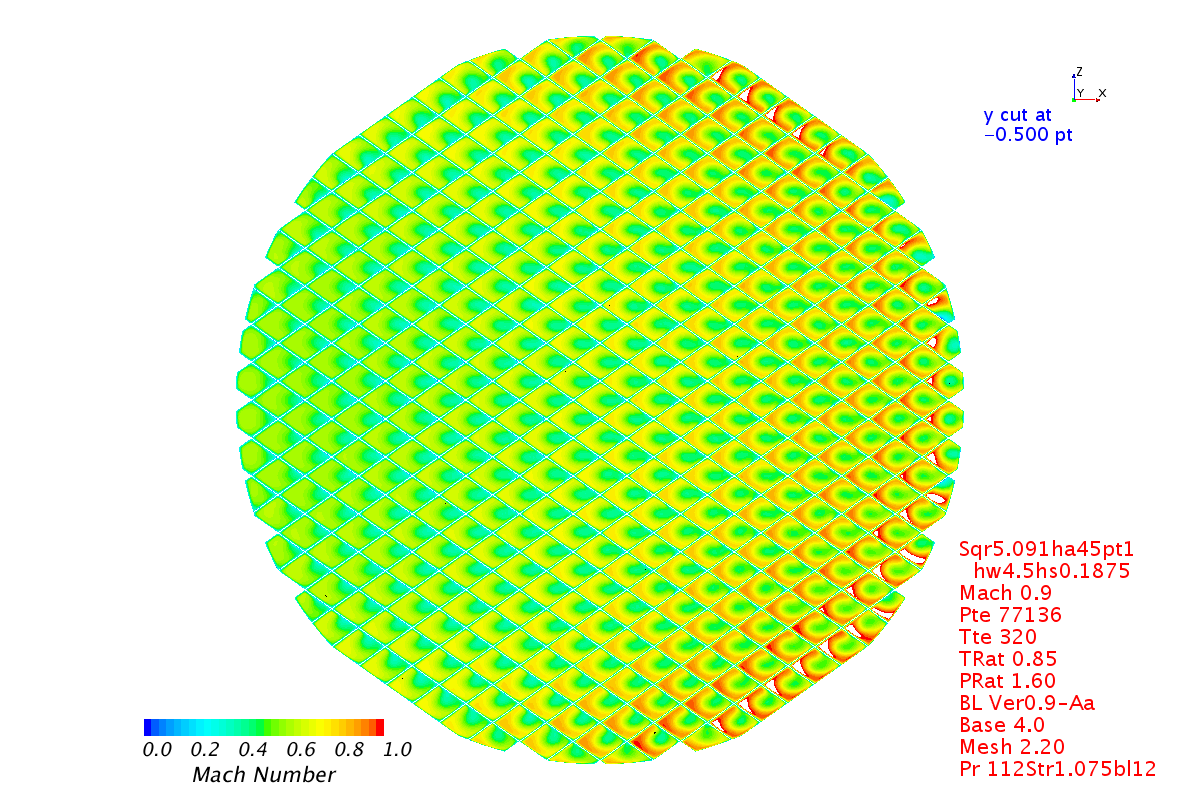 Z
Y X
y cut at
−0.500 pt
Sqr5.091ha45pt1
hw4.5hs0.1875
Mach 0.9
Pte 77136
Tte 320
TRat 0.85
PRat 1.60
BL Ver0.9−Aa
Base 4.0
Mesh 2.20
Pr 112Str1.075bl12
0.0 0.2 0.4 0.6 0.8 1.0
Mach Number